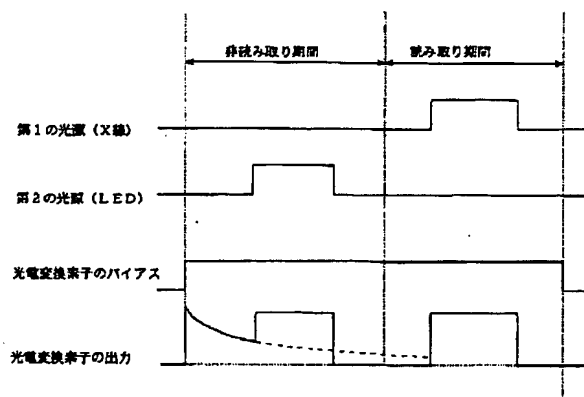 非読み取り期間
読み取り期間
第1の光源（X線）
第2の光源（LED）
光電変換素子のバイアス
光電変換素子の出力